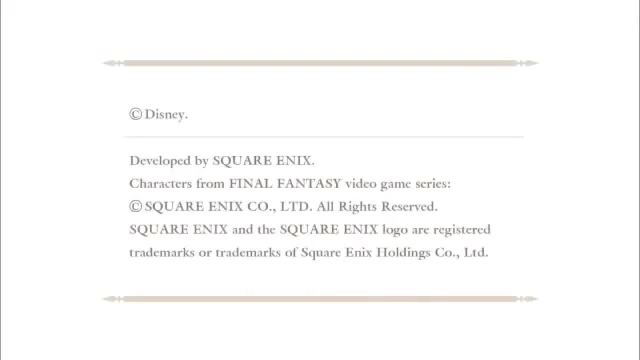 © Disney.
Developed by SQUARE ENIX.
Characters from FINAL FANTASY video game series:
© SQUARE ENIX CO., LTD. All Rights Reserved.
SQUARE ENIX and the SQUARE ENIX logo are registered
trademarks or trademarks of Square Enix Holdings Co., Ltd.